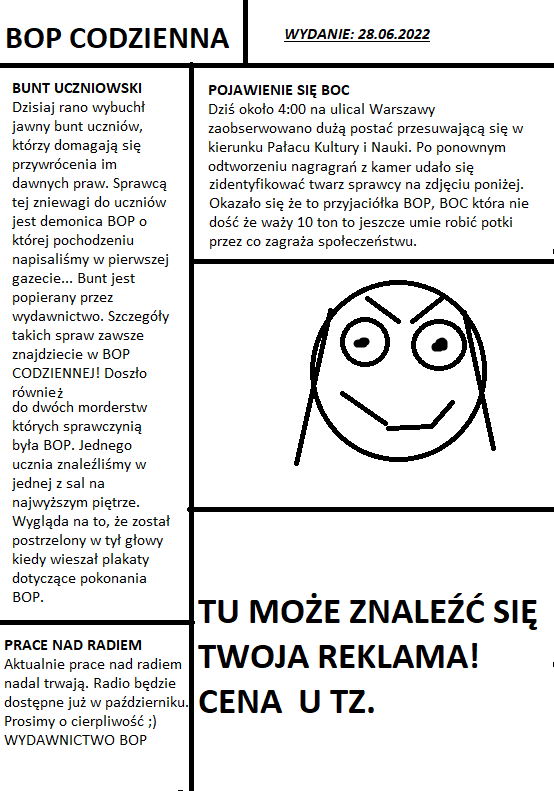 BOP CODZIENNA
WYDANIE: 28.06.2022
BUNT UCZNIOWSKI
Dzisiaj rano wybuchł
jawny bunt uczniów,
którzy domagają się
przywrócenia im
dawnych praw. Sprawcą
tej zniewagi do uczniów
jest demonica BOP o
której pochodzeniu
napisaliśmy w pierwszej
gazecie... Bunt jest
popierany przez
wydawnictwo. Szczegóły
takich spraw zawsze
znajdziecie w BOP
CODZIENNEJ! Doszło
również
do dwóch morderstw
których sprawczynią
była BOP. Jednego
ucznia znaleźliśmy w
jednej z sal na
najwyższym piętrze.
Wygląda na to, że został
postrzelony w tył głowy
kiedy wieszał plakaty
dotyczące pokonania
BOP.
PRACE NAD RADIEM
Aktualnie prace nad radiem
nadal trwają. Radio będzie
dostępne już w październiku.
Prosimy o cierpliwość ;)
WYDAWNICTWO BOP
POJAWIENIE SIĘ BOC
Dziś około 4:00 na ulical Warszawy
zaobserwowano dużą postać przesuwającą się w
kierunku Pałacu Kultury i Nauki. Po ponownym
odtworzeniu nagragrań z kamer udało się
zidentyfikować twarz sprawcy na zdjęciu poniżej.
Okazało się że to przyjaciółka BOP, BOC która nie
dość że waży 10 ton to jeszcze umie robić potki
przez co zagraża społeczeństwu.
TU MOŻE ZNALEŹĆ SIĘ
TWOJA REKLAMA!
CENA U TZ.